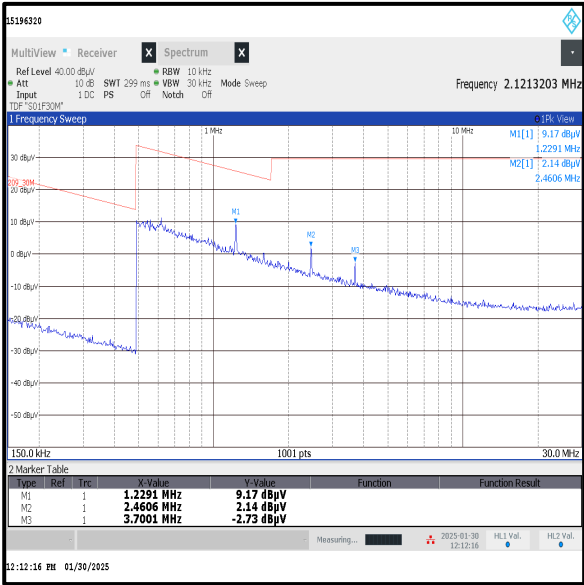 15196320
MultiView Receiver X Spectrum X
Ref Level 40.00 dBµV RBW 10 kHz
Att 10 dB SWT 299 ms VBW 30 kHz Mode Sweep Frequency 2.1213203 MHz
Input 1 DC PS Off Notch Off
TDF "S01F30M"
1 Frequency Sweep 1Pk View
1 MHz 10 MHz M1[1] 9.17 dBµV
1.2291 MHz
30 dBµV M2[1] 2.14 dBµV
2.4606 MHz
209_30M
20 dBµV
M1
10 dBµV
M2
M3
0 dBµV
-10 dBµV
-20 dBµV
-30 dBµV
-40 dBµV
-50 dBµV
150.0 kHz 1001 pts 30.0 MHz
2 Marker Table
Type Ref Trc X-Value Y-Value Function Function Result
M1 1 1.2291 MHz 9.17 dBµV
M2 1 2.4606 MHz 2.14 dBµV
M3 1 3.7001 MHz -2.73 dBµV
Measuring... 2025-01-30 HL1 Val. HL2 Val.
12:12:16
12:12:16 PM 01/30/2025